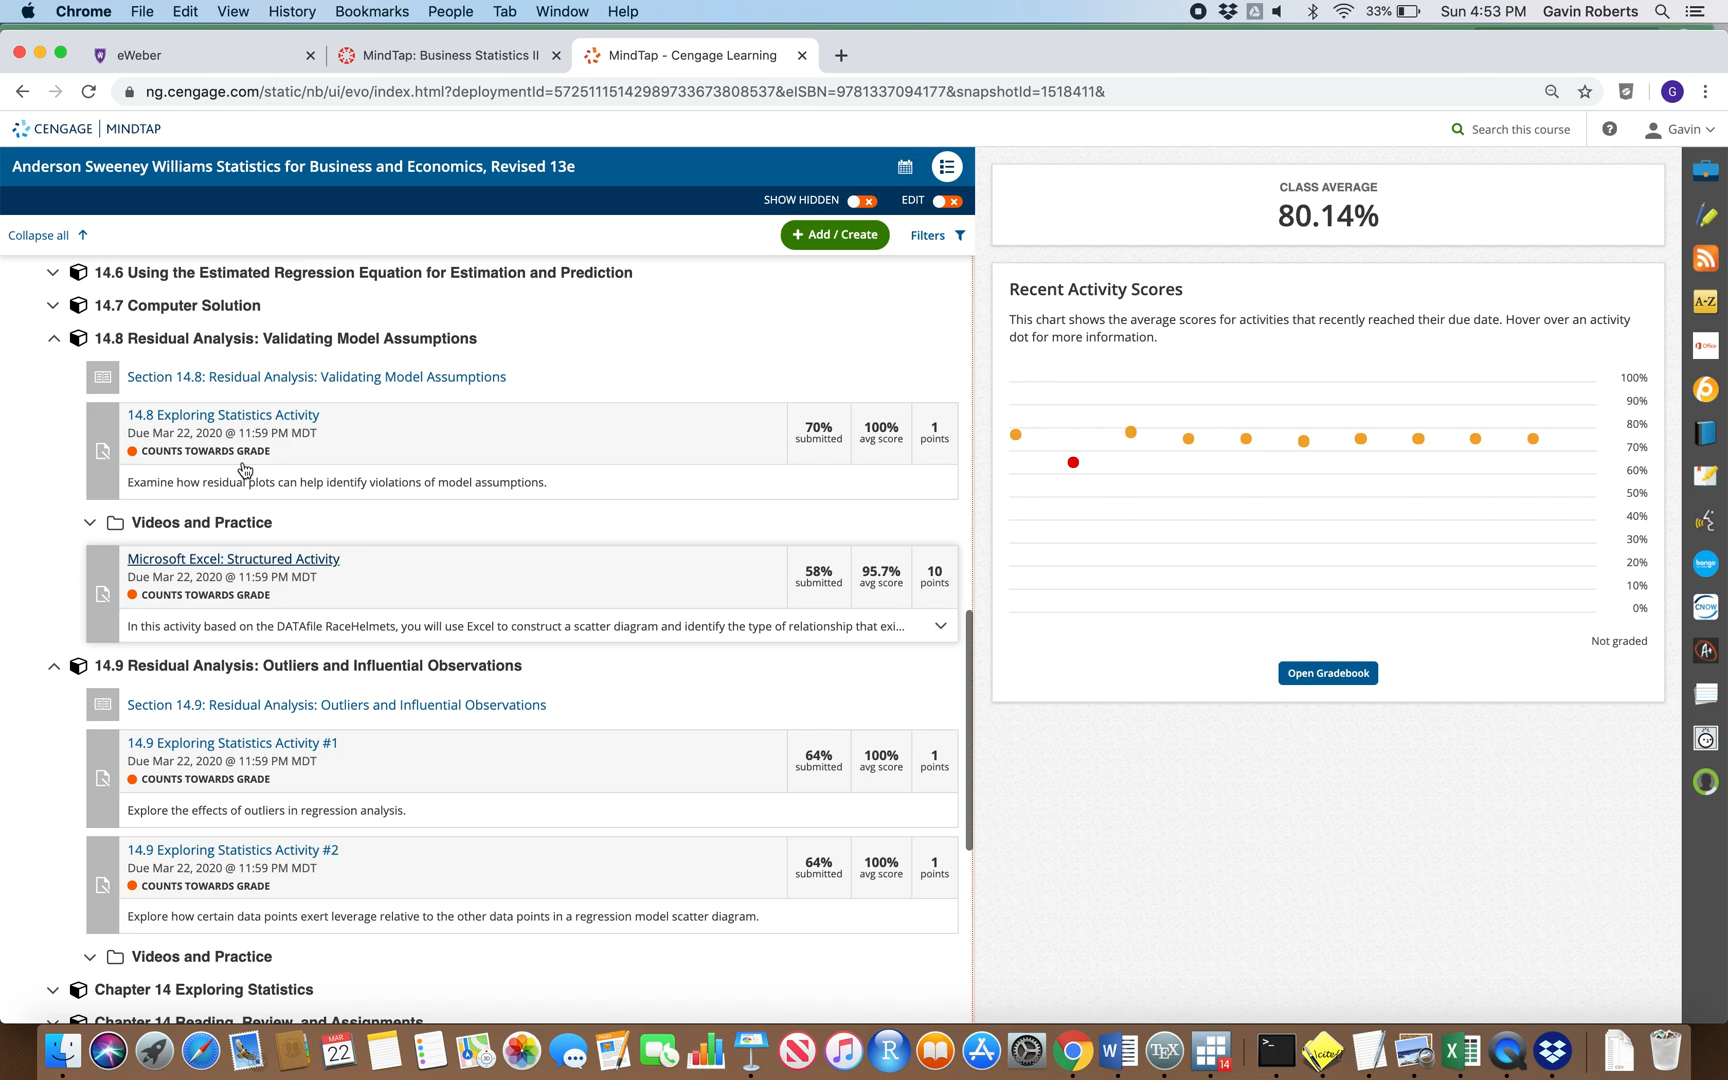 Chrome File Edit View History Bookmarks People Tab Window Help 33% Sun 4:53 PM Gavin Roberts
eWeber MindTap: Business Statistics II MindTap - Cengage Learning
ng.cengage.com/static/nb/ui/evo/index.html?deploymentId=57251115142989733673808537&eISBN=9781337094177&snapshotId=1518411& G
CENGAGE MINDTAP Search this course Gavin
Anderson Sweeney Williams Statistics for Business and Economics, Revised 13e
SHOW HIDDEN EDIT
Collapse all + Add / Create Filters
14.6 Using the Estimated Regression Equation for Estimation and Prediction
14.7 Computer Solution
14.8 Residual Analysis: Validating Model Assumptions
Section 14.8: Residual Analysis: Validating Model Assumptions
14.8 Exploring Statistics Activity
Due Mar 22, 2020 @ 11:59 PM MDT
COUNTS TOWARDS GRADE
70% 100% 1
submitted avg score points
Examine how residual plots can help identify violations of model assumptions.
Videos and Practice
Microsoft Excel: Structured Activity
Due Mar 22, 2020 @ 11:59 PM MDT
COUNTS TOWARDS GRADE
58% 95.7% 10
submitted avg score points
In this activity based on the DATAfile RaceHelmets, you will use Excel to construct a scatter diagram and identify the type of relationship that exi...
14.9 Residual Analysis: Outliers and Influential Observations
Section 14.9: Residual Analysis: Outliers and Influential Observations
14.9 Exploring Statistics Activity #1
Due Mar 22, 2020 @ 11:59 PM MDT
COUNTS TOWARDS GRADE
64% 100% 1
submitted avg score points
Explore the effects of outliers in regression analysis.
14.9 Exploring Statistics Activity #2
Due Mar 22, 2020 @ 11:59 PM MDT
COUNTS TOWARDS GRADE
64% 100% 1
submitted avg score points
Explore how certain data points exert leverage relative to the other data points in a regression model scatter diagram.
Videos and Practice
Chapter 14 Exploring Statistics
Chapter 14 Reading, Review, and Assignments
CLASS AVERAGE
80.14%
Recent Activity Scores
This chart shows the average scores for activities that recently reached their due date. Hover over an activity
dot for more information.
100%
90%
80%
70%
60%
50%
40%
30%
20%
10%
0%
Not graded
Open Gradebook
A-Z
Office
bongo
CNOW
A+
MAR
22
R
W
TEX
14
X